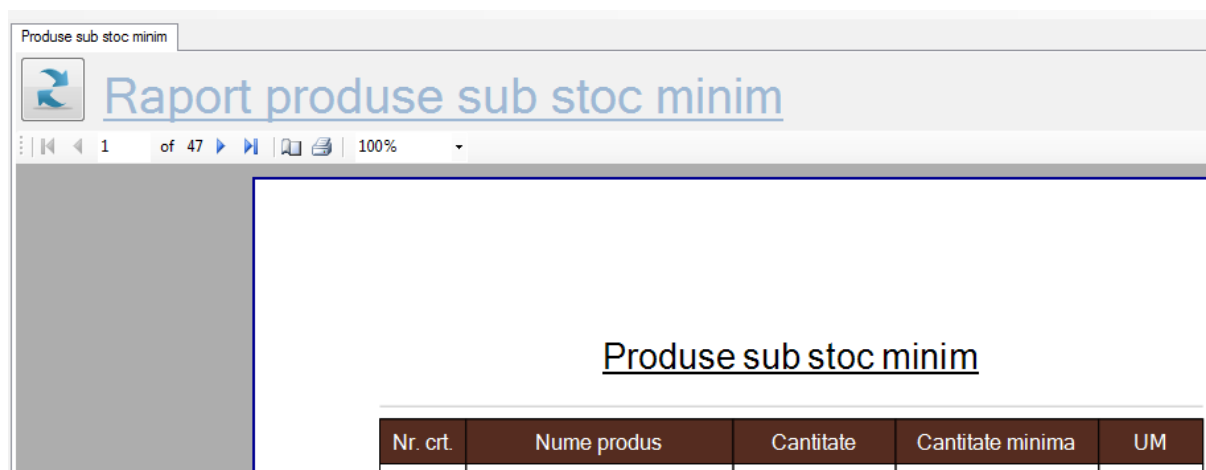 Produse sub stoc minim
Raport produse sub stoc minim
1 of 47 100%
Produse sub stoc minim
Nr. crt. Nume produs Cantitate Cantitate minima UM